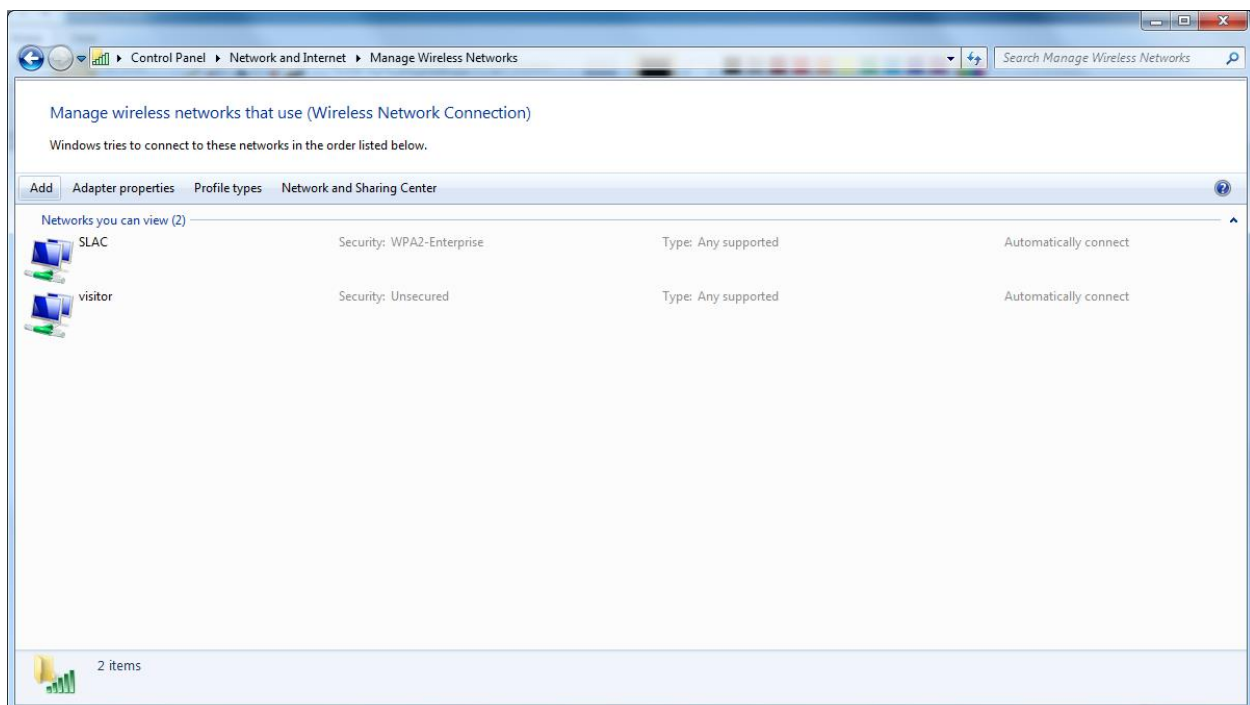 Control Panel ▸ Network and Internet ▸ Manage Wireless Networks Search Manage Wireless Networks
Manage wireless networks that use (Wireless Network Connection)
Windows tries to connect to these networks in the order listed below.
Add Adapter properties Profile types Network and Sharing Center
Networks you can view (2)
SLAC Security: WPA2-Enterprise Type: Any supported Automatically connect
visitor Security: Unsecured Type: Any supported Automatically connect
2 items